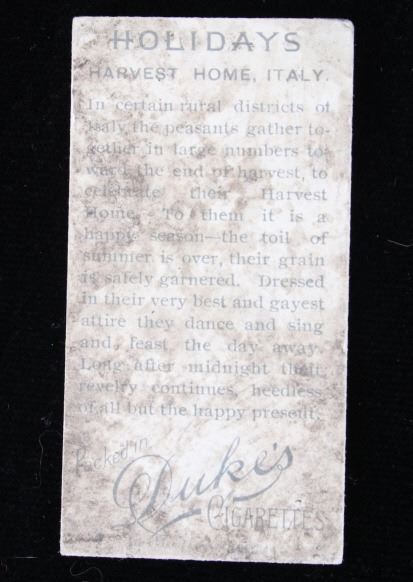 HOLIDAYS
HARVEST HOME, ITALY.
In certain rural districts of
Italy the peasants gather to-
gether in large numbers to-
ward the end of harvest, to
celebrate their Harvest
Home. To them it is a
happy season—the toil of
summer is over, their grain
is safely garnered. Dressed
in their very best and gayest
attire they dance and sing
and feast the day away.
Long after midnight their
revelry continues, heedless
of all but the happy present.
Packed in
Duke's
CIGARETTES